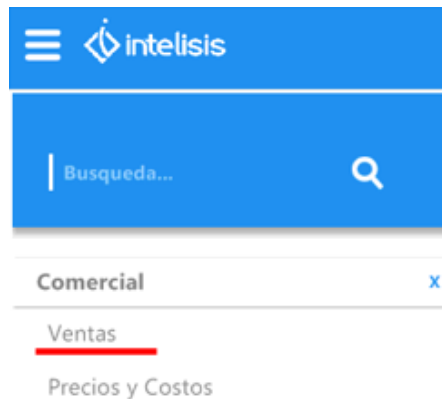 intelisis
Busqueda...
Comercial x
Ventas
Precios y Costos